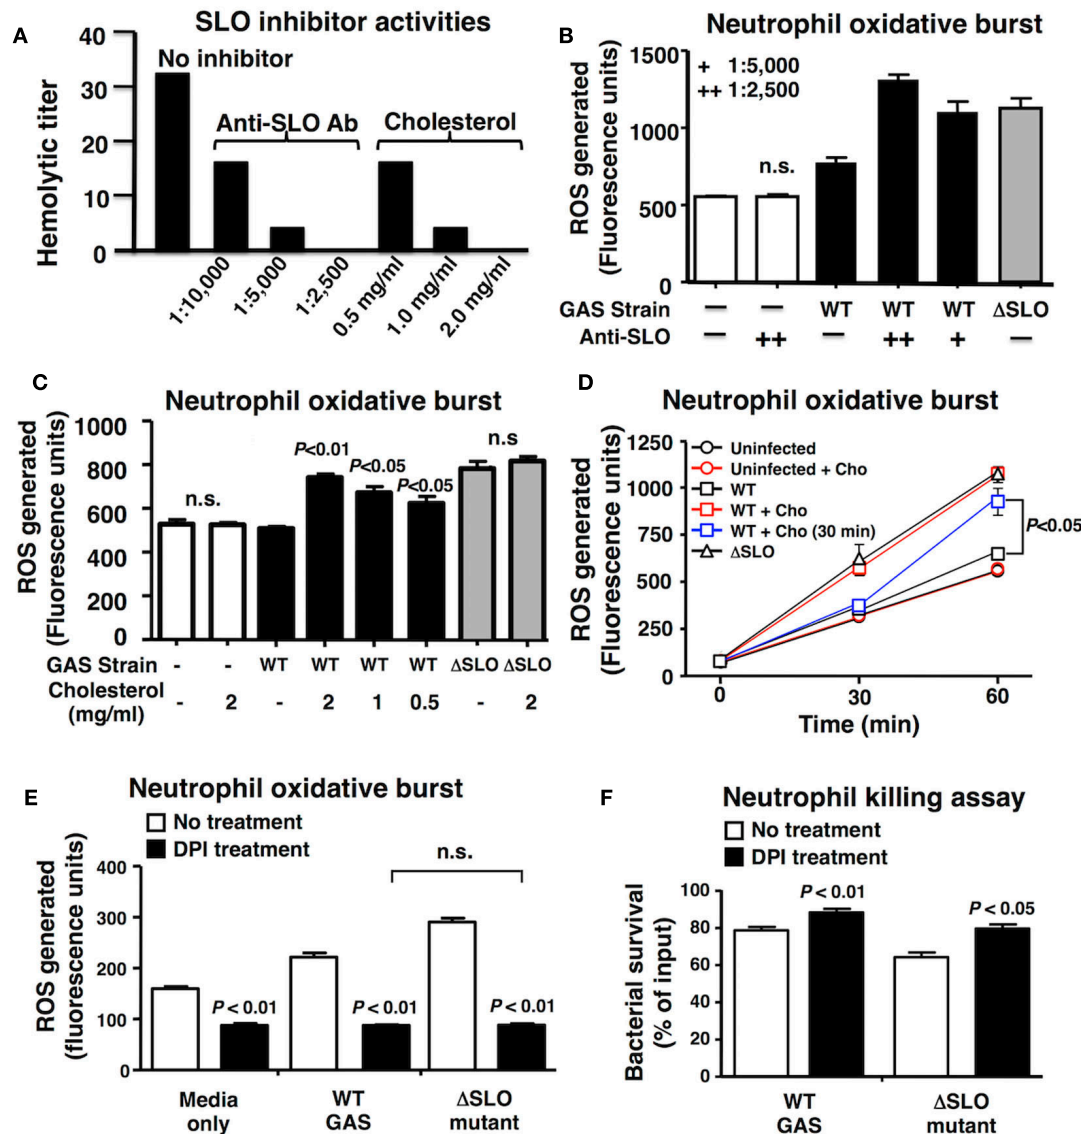 A
SLO inhibitor activities
Hemolytic titer
40
30
20
10
0
No inhibitor
Anti-SLO Ab
Cholesterol
1:10,000
1:5,000
1:2,500
0.5 mg/ml
1.0 mg/ml
2.0 mg/ml
B
Neutrophil oxidative burst
ROS generated
(Fluorescence units)
1500
1000
500
0
+ 1:5,000
++ 1:2,500
n.s.
GAS Strain — — WT WT WT ΔSLO
Anti-SLO — ++ — ++ + —
C
Neutrophil oxidative burst
ROS generated
(Fluorescence units)
1000
800
600
400
200
0
n.s.
P<0.01
P<0.05
P<0.05
n.s
GAS Strain - - WT WT WT WT ΔSLO ΔSLO
Cholesterol
(mg/ml) - 2 - 2 1 0.5 - 2
D
Neutrophil oxidative burst
ROS generated
(Fluorescence units)
1250
1000
750
500
250
0
Uninfected
Uninfected + Cho
WT
WT + Cho
WT + Cho (30 min)
ΔSLO
P<0.05
0 30 60
Time (min)
E
Neutrophil oxidative burst
No treatment
DPI treatment
ROS generated
(fluorescence units)
400
300
200
100
0
n.s.
P < 0.01
P < 0.01
P < 0.01
Media
only
WT
GAS
ΔSLO
mutant
F
Neutrophil killing assay
No treatment
DPI treatment
Bacterial survival
(% of input)
100
80
60
40
20
0
P < 0.01
P < 0.05
WT
GAS
ΔSLO
mutant